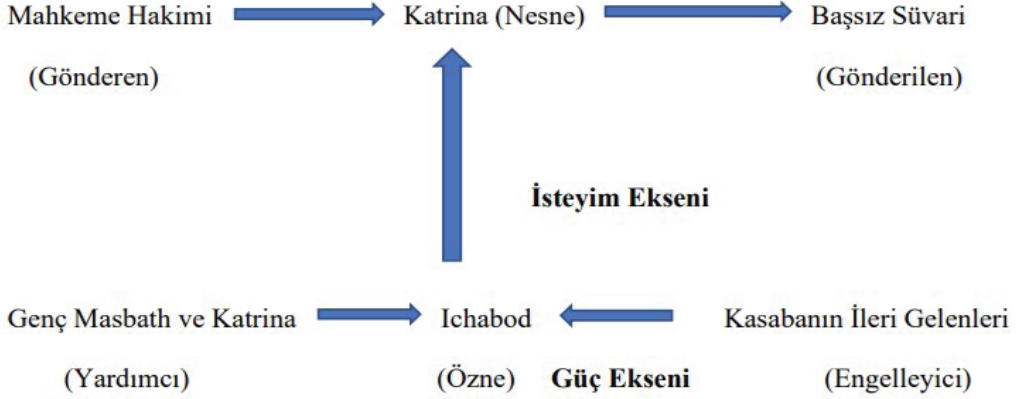 Mahkeme Hakimi Katrina (Nesne) Başsız Süvari
(Gönderen) (Gönderilen)
İsteyim Ekseni
Genç Masbath ve Katrina Ichabod Kasabanın İleri Gelenleri
(Yardımcı) (Özne) Güç Ekseni (Engelleyici)